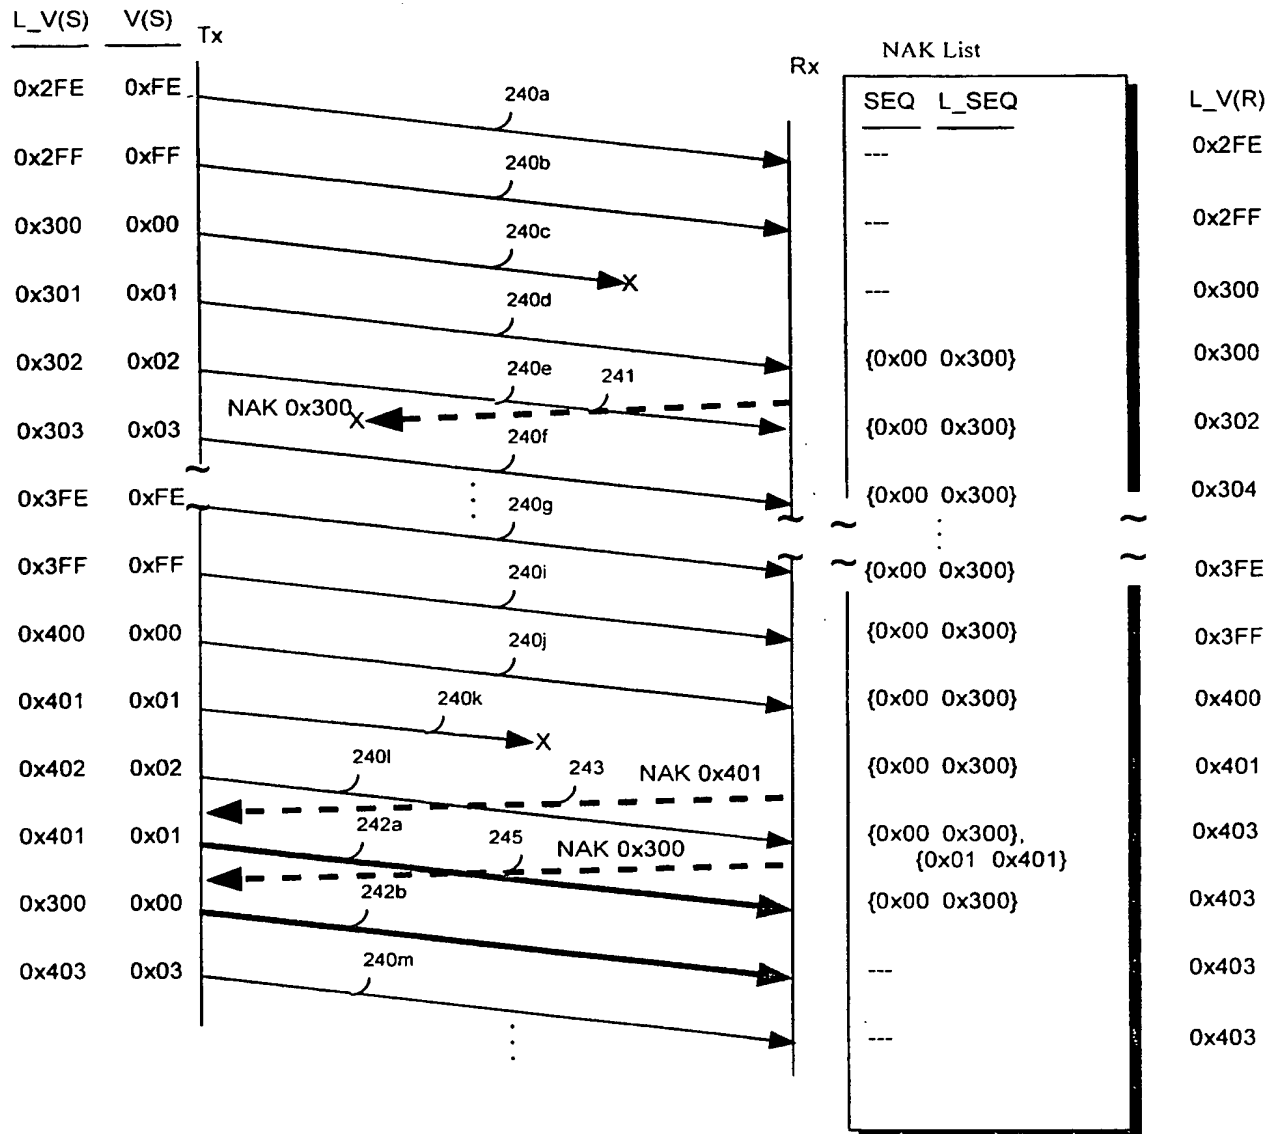 L_V(S) V(S) Tx
Rx
NAK List
SEQ L_SEQ
L_V(R)
0x2FE 0xFE 240a --- 0x2FE
0x2FF 0xFF 240b --- 0x2FF
0x300 0x00 240c X --- 0x300
0x301 0x01 240d {0x00 0x300} 0x300
0x302 0x02 240e 241
NAK 0x300 X {0x00 0x300} 0x302
0x303 0x03 240f {0x00 0x300} 0x304
0x3FE 0xFE 240g {0x00 0x300} 0x3FE
0x3FF 0xFF 240i {0x00 0x300} 0x3FF
0x400 0x00 240j {0x00 0x300} 0x400
0x401 0x01 240k X {0x00 0x300} 0x401
0x402 0x02 240l 243 NAK 0x401 {0x00 0x300},
{0x01 0x401} 0x403
0x401 0x01 242a 245 NAK 0x300 {0x00 0x300} 0x403
0x300 0x00 242b --- 0x403
0x403 0x03 240m --- 0x403